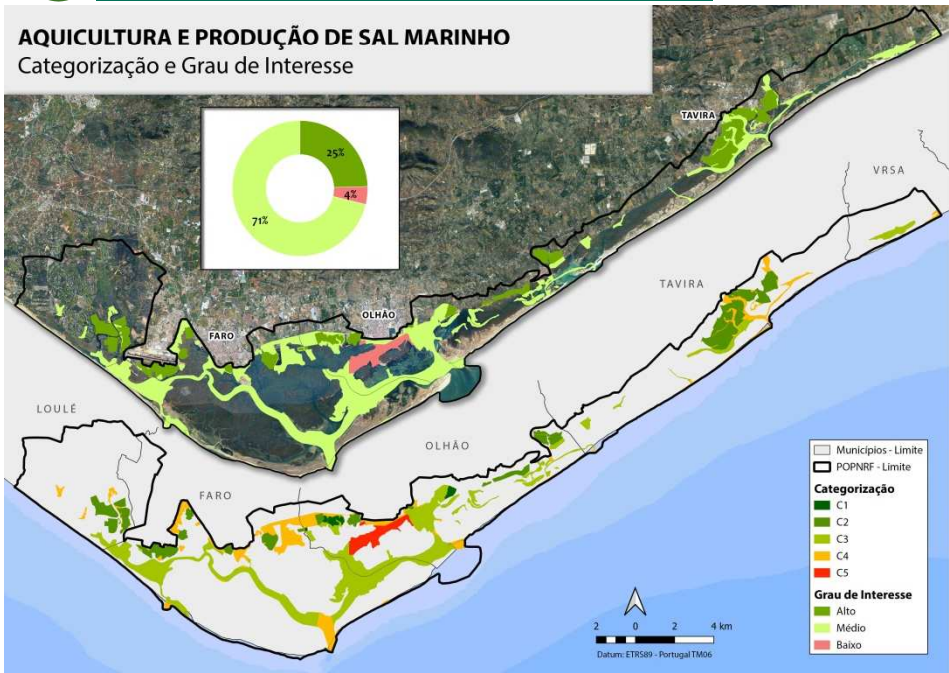 AQUICULTURA E PRODUÇÃO DE SAL MARINHO
Categorização e Grau de Interesse
25%
4%
71%
TAVIRA
VRSA
TAVIRA
OLHÃO
FARO
LOULÉ
OLHÃO
FARO
Municípios - Limite
POPNRF - Limite
Categorização
C1
C2
C3
C4
C5
Grau de Interesse
Alto
Médio
Baixo
2 0 2 4 km
Datum: ETRS89 - Portugal TM06